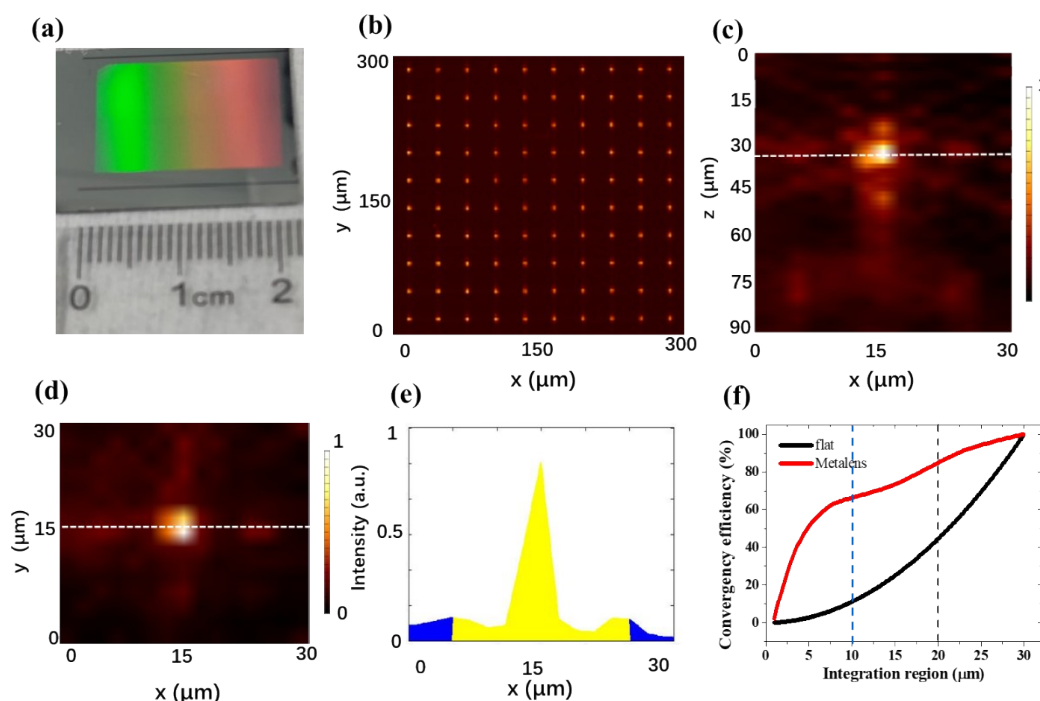 (a)
0
1cm
2
(b)
300
150
0
y (μm)
0
150
300
x (μm)
(c)
0
15
30
45
60
75
90
z (μm)
0
15
30
x (μm)
(d)
30
15
0
y (μm)
0
15
30
x (μm)
1
0
(e)
1
0.5
0
Intensity (a.u.)
0
15
30
x (μm)
(f)
100
80
60
40
20
0
Convergency efficiency (%)
flat
Metalens
0
5
10
15
20
25
30
Integration region (μm)